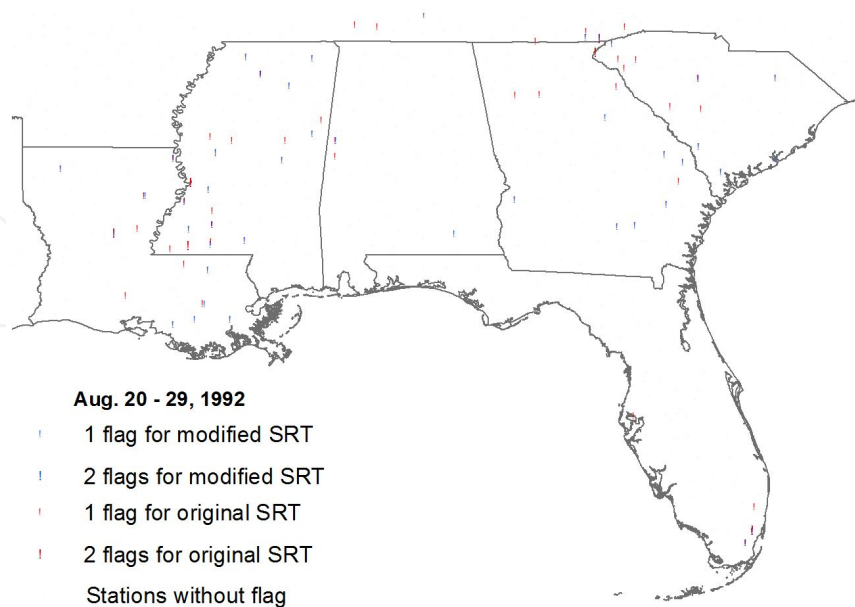 Aug. 20 - 29, 1992
1 flag for modified SRT
2 flags for modified SRT
1 flag for original SRT
2 flags for original SRT
Stations without flag